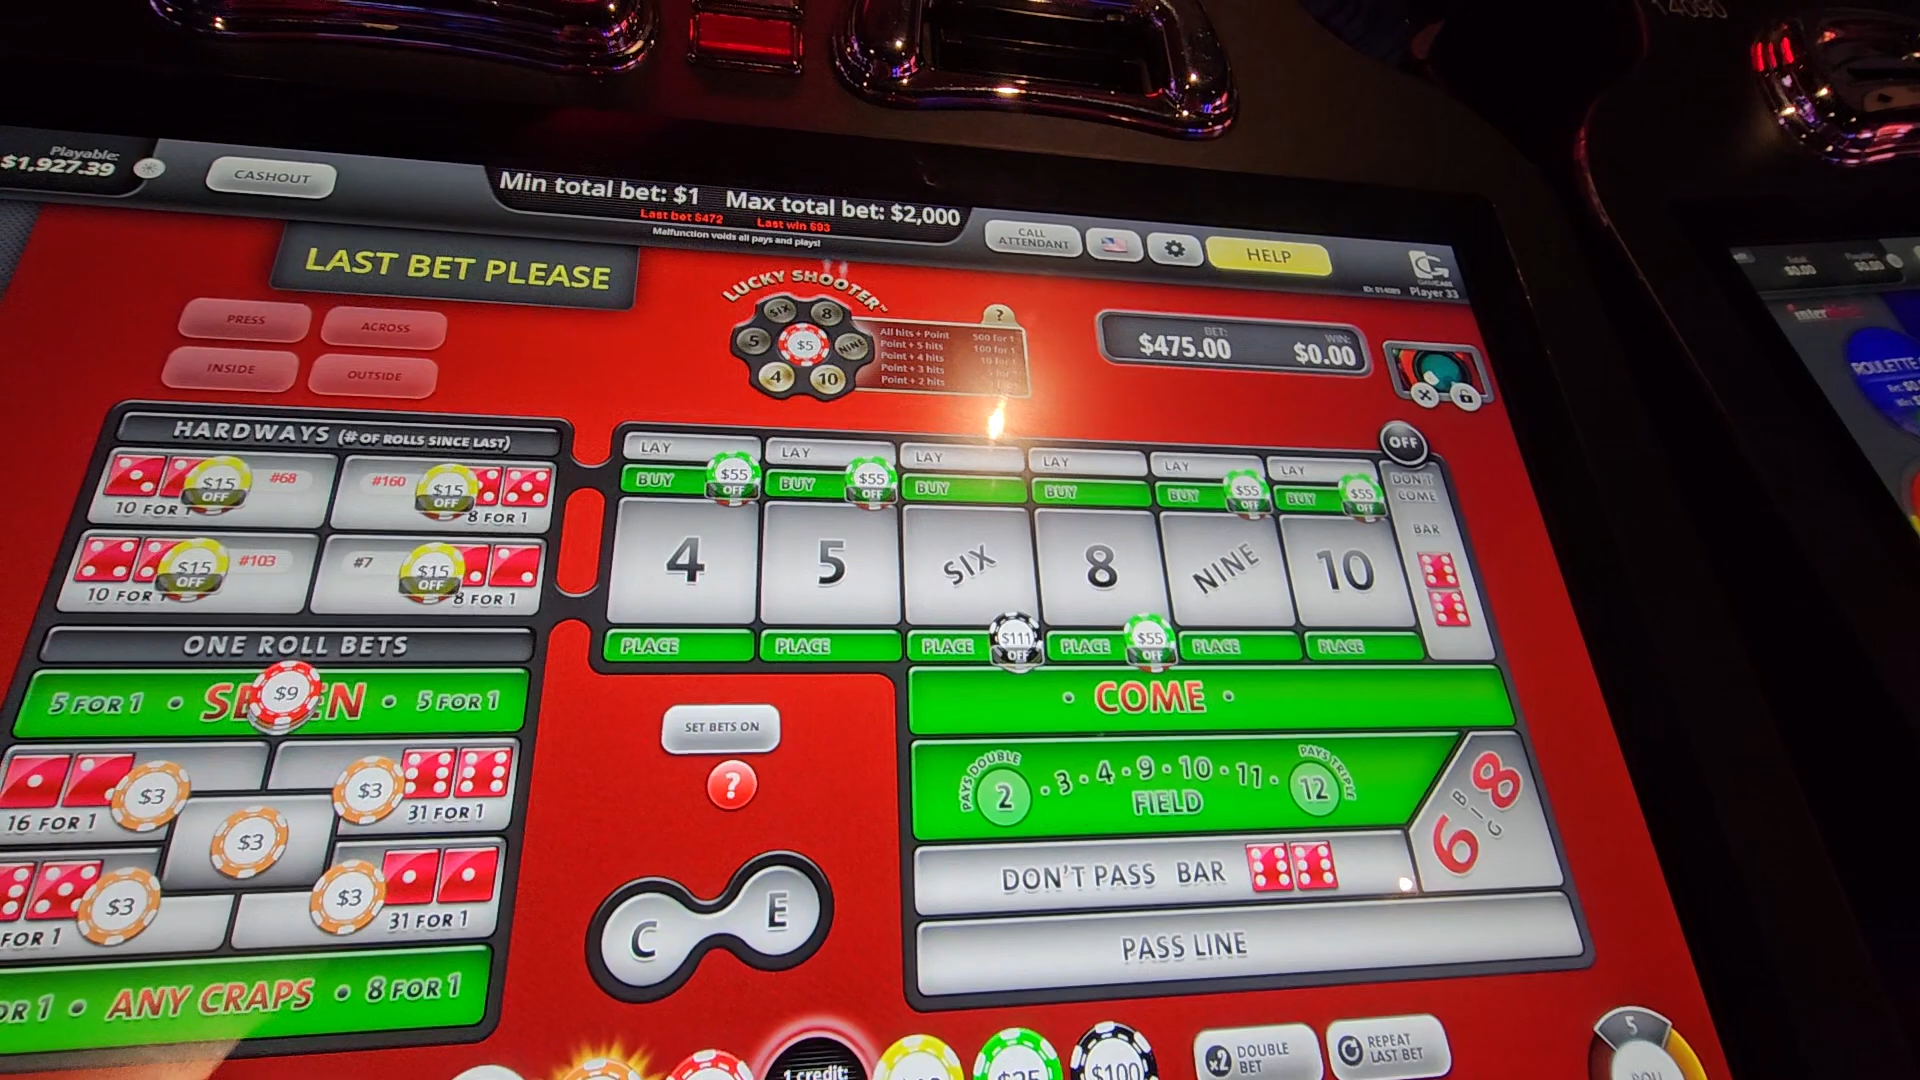 Playable:
$1,927.39
CASHOUT
Min total bet: $1 Max total bet: $2,000
Last bet $472 Last win $93
Malfunction voids all pays and plays!
CALL
ATTENDANT
HELP
Player 33
LAST BET PLEASE
PRESS
ACROSS
INSIDE
OUTSIDE
LUCKY SHOOTER
SIX
8
5
$5
NINE
4
10
?
All hits + Point 500 for 1
Point + 5 hits 100 for 1
Point + 4 hits
Point + 3 hits
Point + 2 hits
BET:
$475.00
WIN:
$0.00
OFF
HARDWAYS (# OF ROLLS SINCE LAST)
$15 OFF #68
10 FOR 1
#160 $15 OFF
8 FOR 1
$15 OFF #103
10 FOR 1
#7 $15 OFF
8 FOR 1
LAY LAY LAY LAY LAY LAY
BUY $55 OFF BUY $55 OFF BUY BUY BUY $55 OFF BUY $55 OFF
4 5 SIX 8 NINE 10
PLACE PLACE PLACE $111 OFF PLACE $55 OFF PLACE PLACE
DON'T
COME
BAR
ONE ROLL BETS
5 FOR 1 • SE $9 EN • 5 FOR 1
$3
16 FOR 1
$3
31 FOR 1
$3
$3
FOR 1
$3
31 FOR 1
OR 1 • ANY CRAPS • 8 FOR 1
SET BETS ON
?
C E
• COME •
PAYS DOUBLE
2 • 3 • 4 • 9 • 10 • 11 • 12
PAYS TRIPLE
FIELD
6 BIG 8
DON'T PASS BAR
PASS LINE
1 credit:
$25
$100
x2 DOUBLE
BET
REPEAT
LAST BET
5
ROULETTE